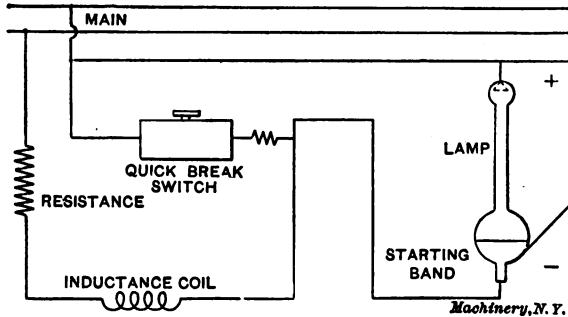 MAIN
+
QUICK BREAK
SWITCH
LAMP
RESISTANCE
STARTING
BAND
INDUCTANCE COIL
−
Machinery, N. Y.